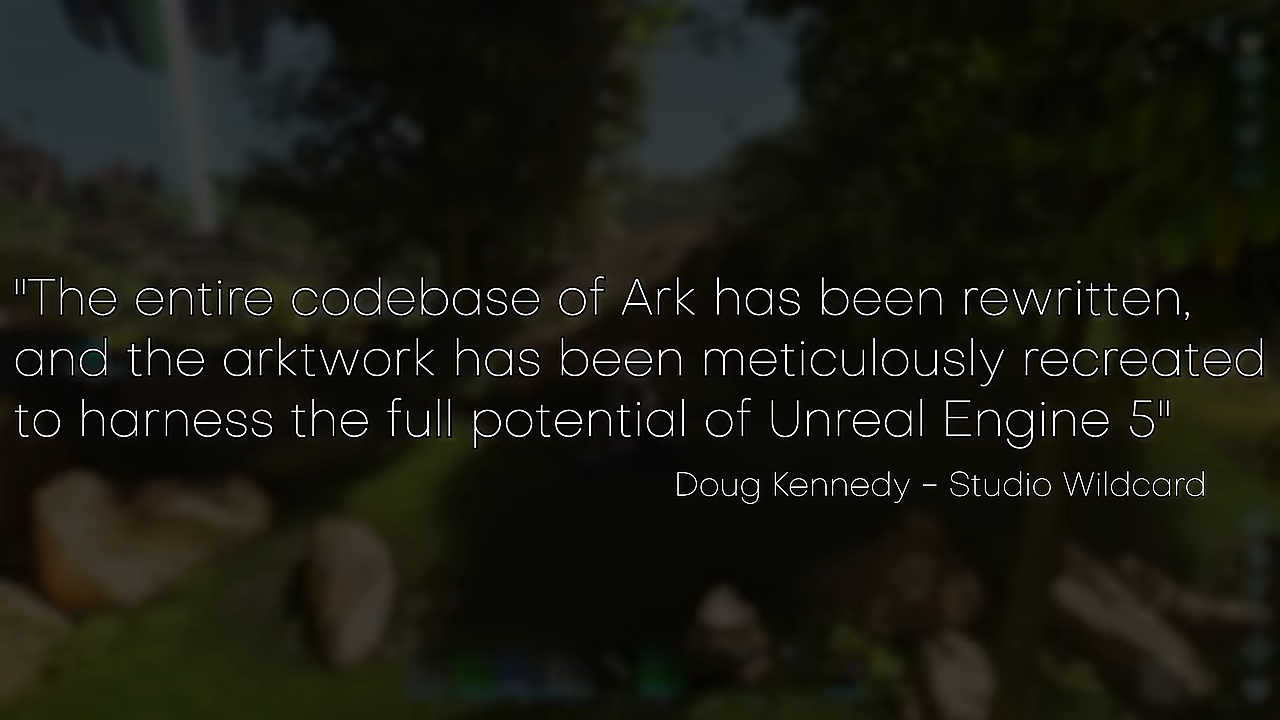 "The entire codebase of Ark has been rewritten,
and the arktwork has been meticulously recreated
to harness the full potential of Unreal Engine 5"
Doug Kennedy - Studio Wildcard